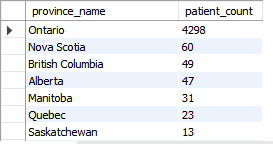 province_name patient_count
Ontario 4298
Nova Scotia 60
British Columbia 49
Alberta 47
Manitoba 31
Quebec 23
Saskatchewan 13